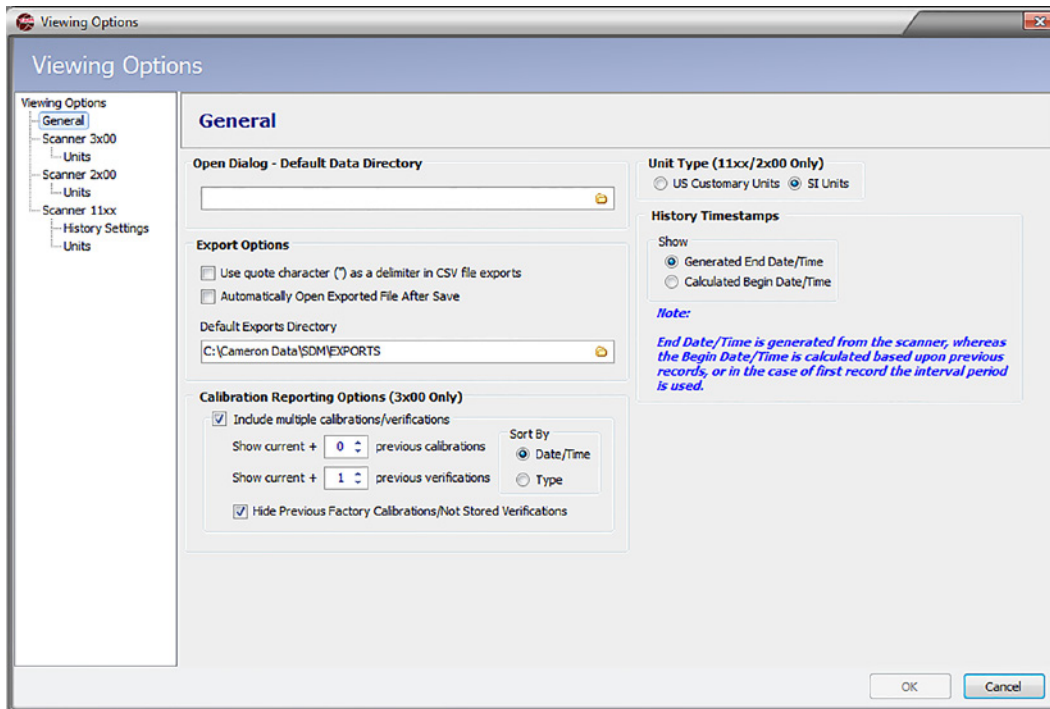 Viewing Options
Viewing Options
Viewing Options
General
Scanner 3x00
Units
Scanner 2x00
Units
Scanner 11xx
History Settings
Units
General
Open Dialog - Default Data Directory
Export Options
Use quote character (") as a delimiter in CSV file exports
Automatically Open Exported File After Save
Default Exports Directory
C:\Cameron Data\SDM\EXPORTS
Calibration Reporting Options (3x00 Only)
Include multiple calibrations/verifications
Show current + 0 previous calibrations
Show current + 1 previous verifications
Sort By
Date/Time
Type
Hide Previous Factory Calibrations/Not Stored Verifications
Unit Type (11xx/2x00 Only)
US Customary Units SI Units
History Timestamps
Show
Generated End Date/Time
Calculated Begin Date/Time
Note:
End Date/Time is generated from the scanner, whereas
the Begin Date/Time is calculated based upon previous
records, or in the case of first record the interval period
is used.
OK Cancel